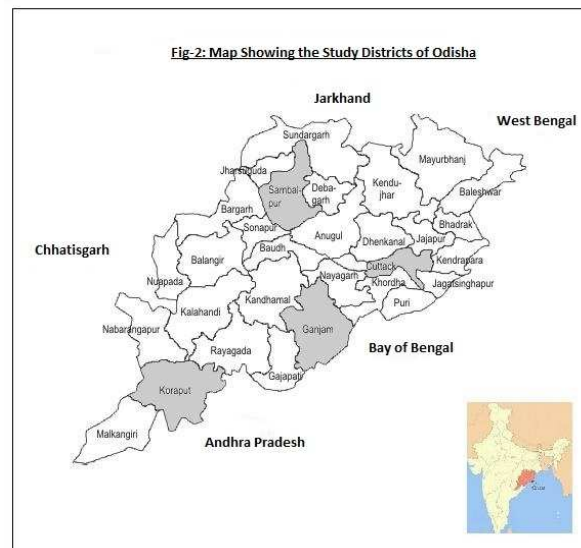 Fig-2: Map Showing the Study Districts of Odisha
Jarkhand
West Bengal
Sundargarh
Mayurbhanj
Jharsuguda
Sambal-
pur
Deba-
garh
Kendu-
jhar
Baleshwar
Bargarh
Sonapur
Anugul
Dhenkanal
Jajapur
Bhadrak
Chhatisgarh
Balangir
Baudh
Cuttack
Kendrapara
Nuapada
Nayagarh
Khordha
Jagatsinghapur
Kalahandi
Kandhamal
Puri
Nabarangapur
Ganjam
Rayagada
Bay of Bengal
Gajapati
Koraput
Malkangiri
Andhra Pradesh